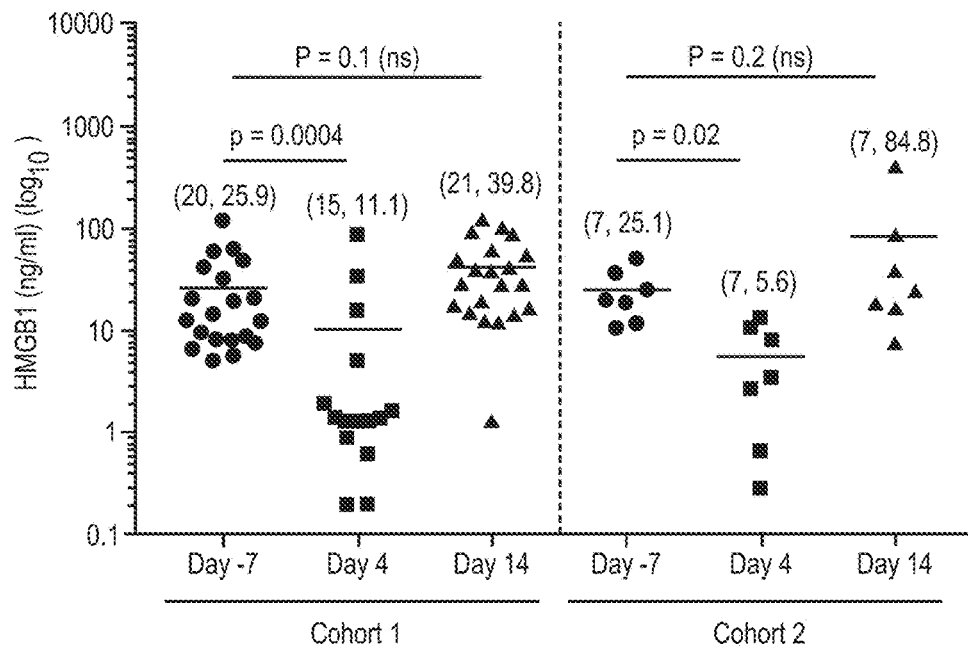 HMGB1 (ng/ml) (log10)
10000
1000
100
10
1
0.1
P = 0.1 (ns)
p = 0.0004
(20, 25.9)
(15, 11.1)
(21, 39.8)
P = 0.2 (ns)
p = 0.02
(7, 25.1)
(7, 5.6)
(7, 84.8)
Day -7
Day 4
Day 14
Day -7
Day 4
Day 14
Cohort 1
Cohort 2